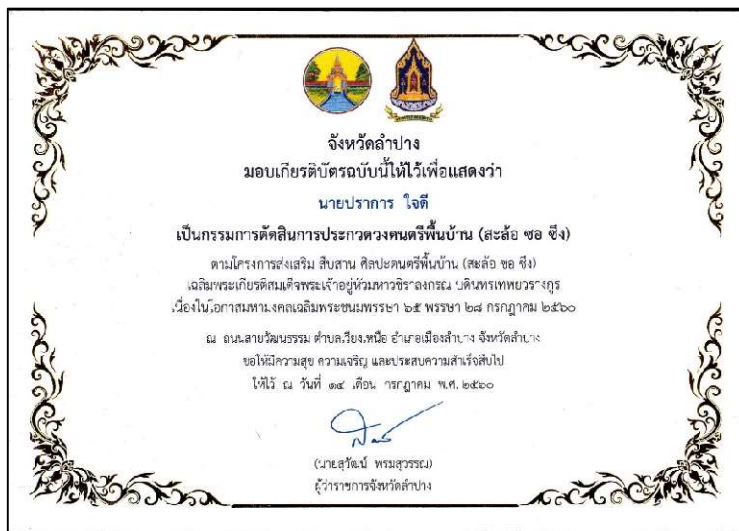 จังหวัดลำปาง
มอบเกียรติบัตรฉบับนี้ให้ไว้เพื่อแสดงว่า
นายปราการ ใจดี
เป็นกรรมการตัดสินการประกวดวงดนตรีพื้นบ้าน (สะล้อ ซอ ซึง)
ตามโครงการส่งเสริม สืบสาน ศิลปะดนตรีพื้นบ้าน (สะล้อ ซอ ซึง)
เฉลิมพระเกียรติสมเด็จพระเจ้าอยู่หัวมหาวชิราลงกรณ บดินทรเทพยวรางกูร
เนื่องในโอกาสมหามงคลเฉลิมพระชนมพรรษา ๖๕ พรรษา ๒๘ กรกฎาคม ๒๕๖๐
ณ ถนนสายวัฒนธรรม ตำบลเวียงเหนือ อำเภอเมืองลำปาง จังหวัดลำปาง
ขอให้มีความสุข ความเจริญ และประสบความสำเร็จสืบไป
ให้ไว้ ณ วันที่ ๑๔ เดือน กรกฎาคม พ.ศ. ๒๕๖๐
(นายสุวัฒน์ พรมสุวรรณ)
ผู้ว่าราชการจังหวัดลำปาง